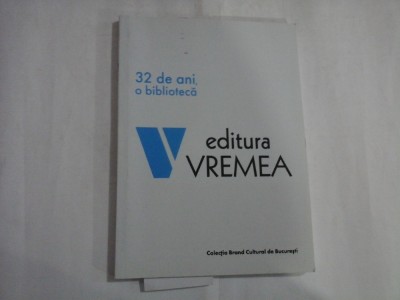 32 de ani,
o bibliotecă
editura
VREMEA
Colecția Brand Cultural de București